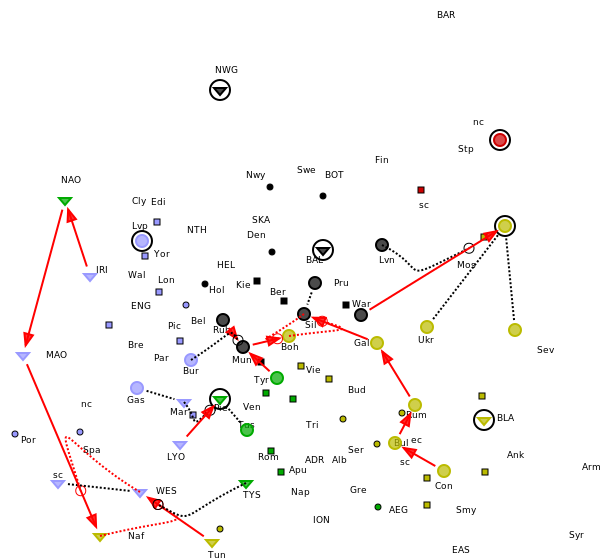 BAR
NWG
nc
Stp
Fin
Swe
BOT
Nwy
NAO
sc
Cly
Edi
Lvp
SKA
NTH
Den
Yor
BAL
Lvn
Mos
HEL
IRI
Wal
Lon
Kie
Ber
Pru
Hol
War
ENG
Sil
Bel
Ruh
Pic
Ukr
Bre
Gal
Boh
Sev
MAO
Par
Mun
Bur
Vie
Tyr
Bud
Gas
nc
Mar
Pie
Ven
Rum
BLA
Tus
Tri
Por
Bul
ec
Spa
LYO
Rom
Ser
ADR
Alb
Ank
sc
Apu
Arm
sc
WES
TYS
Nap
Gre
Con
AEG
Smy
ION
Naf
Syr
Tun
EAS